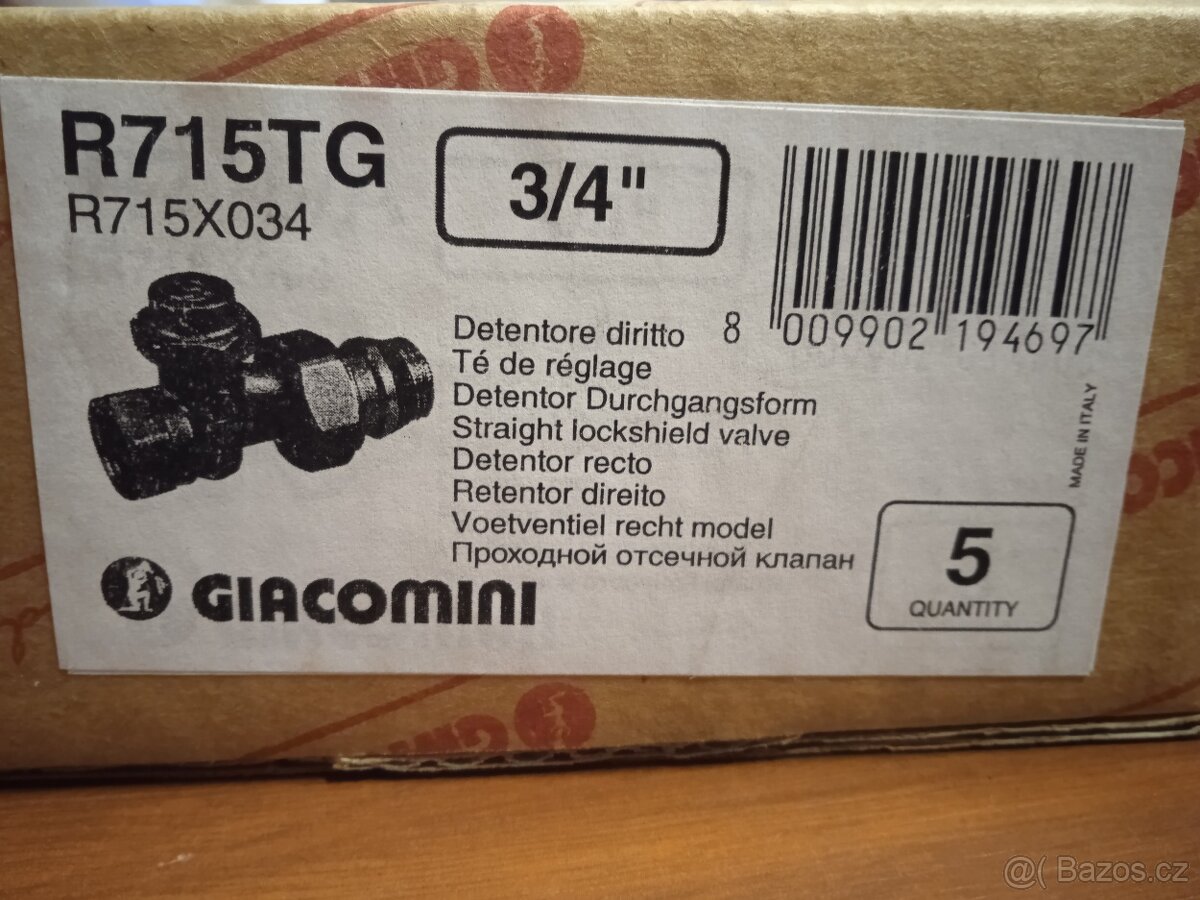 R715TG
R715X034
3/4"
8 009902 194697
Detentore diritto
Té de réglage
Detentor Durchgangsform
Straight lockshield valve
Detentor recto
Retentor direito
Voetventiel recht model
Проходной отсечной клапан
MADE IN ITALY
GIACOMINI
5
QUANTITY
@( Bazos.cz